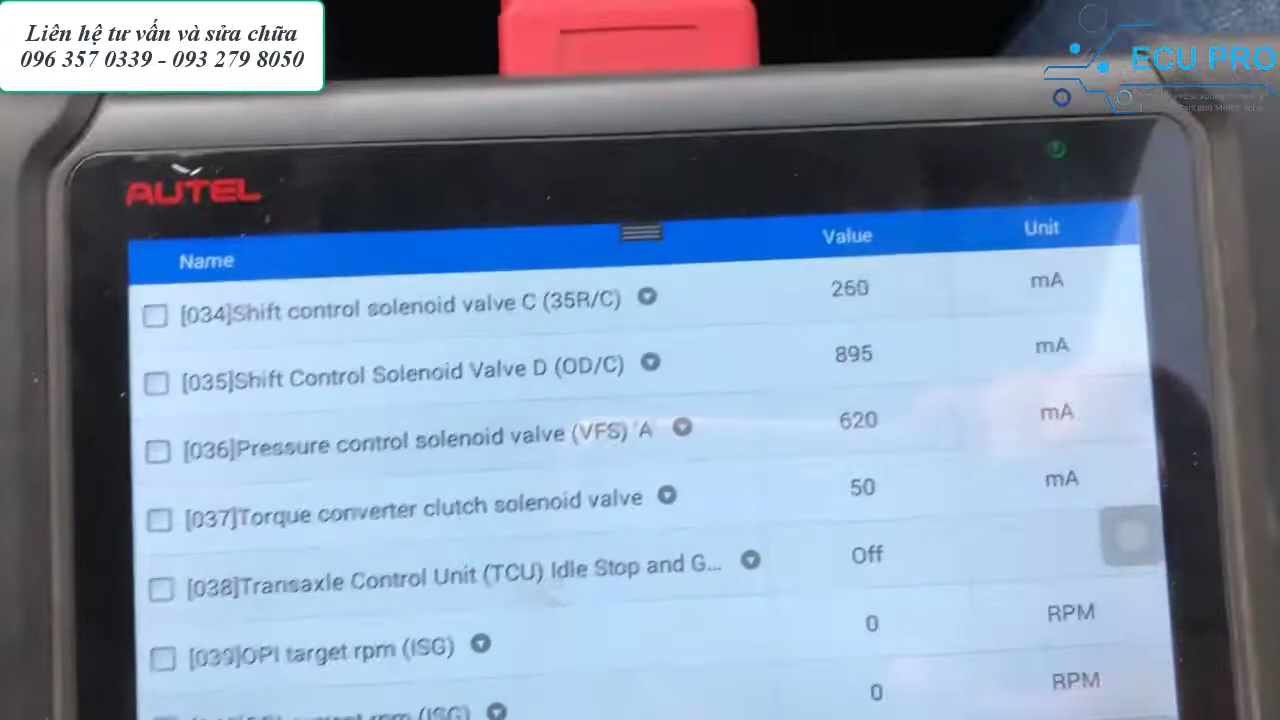 Liên hệ tư vấn và sửa chữa
096 357 0339 - 093 279 8050
ECU PRO
AUTEL
Name Value Unit
[034]Shift control solenoid valve C (35R/C) 260 mA
[035]Shift Control Solenoid Valve D (OD/C) 895 mA
[036]Pressure control solenoid valve (VFS) 'A 620 mA
[037]Torque converter clutch solenoid valve 50 mA
[038]Transaxle Control Unit (TCU) Idle Stop and G... Off
[039]OPI target rpm (ISG) 0 RPM
rpm (ISG) 0 RPM